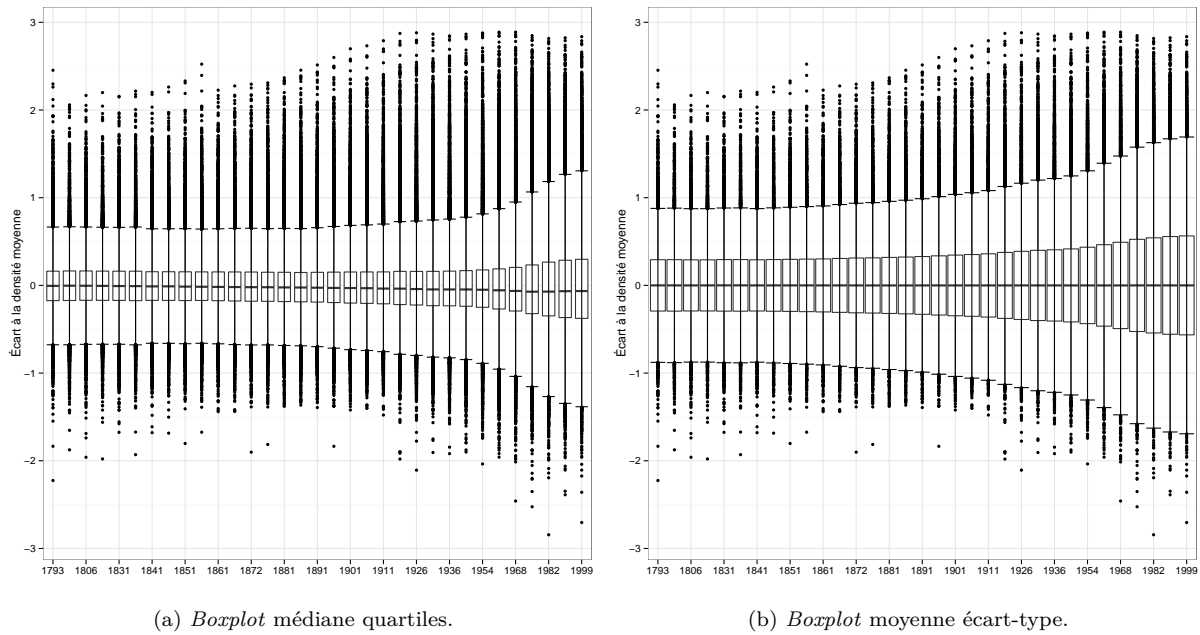 3
2
1
0
−1
−2
−3
Écart à la densité moyenne
1793 1806 1831 1841 1851 1861 1872 1881 1891 1901 1911 1926 1936 1954 1968 1982 1999
(a) Boxplot médiane quartiles.
3
2
1
0
−1
−2
−3
Écart à la densité moyenne
1793 1806 1831 1841 1851 1861 1872 1881 1891 1901 1911 1926 1936 1954 1968 1982 1999
(b) Boxplot moyenne écart-type.